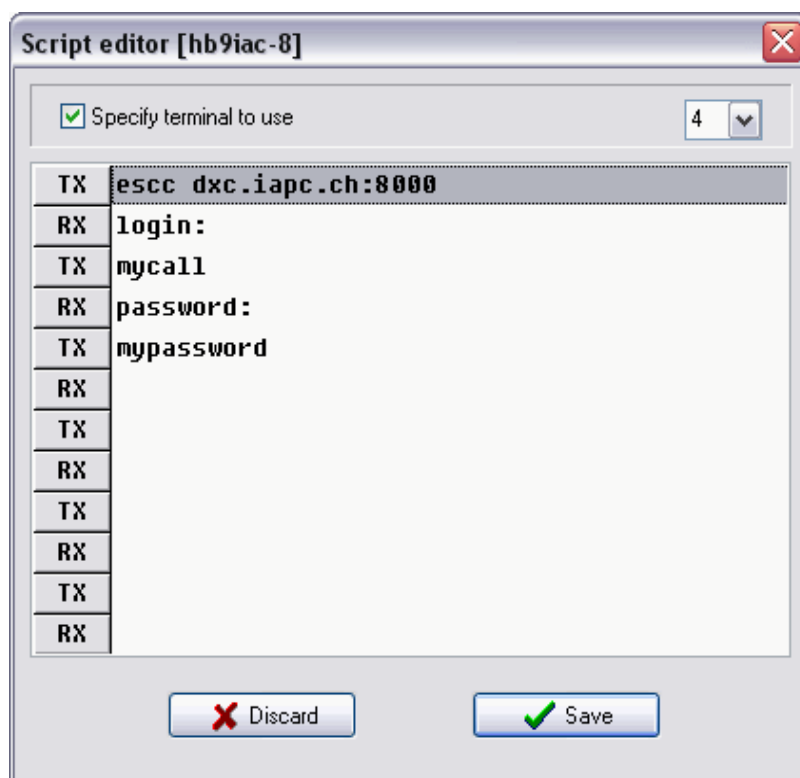 Script editor [hb9iac-8]
Specify terminal to use 4
TX escc dxc.iapc.ch:8000
RX login:
TX mycall
RX password:
TX mypassword
RX
TX
RX
TX
RX
TX
RX
Discard Save